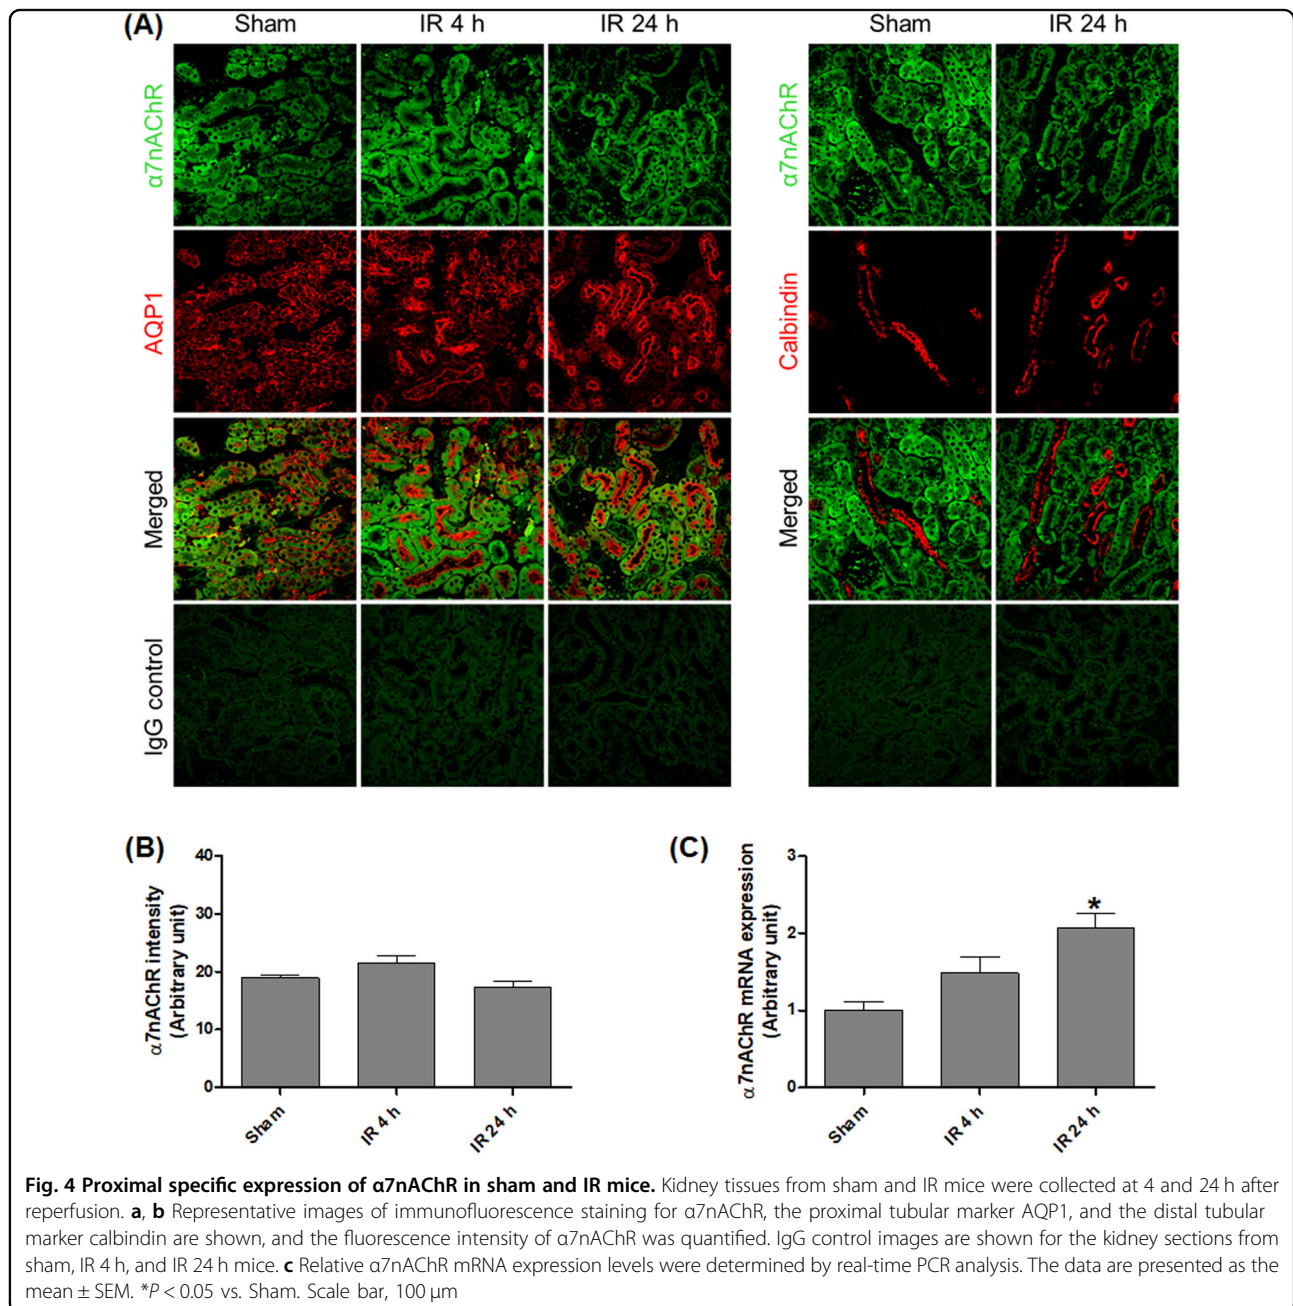 (A)
Sham
IR 4 h
IR 24 h
Sham
IR 24 h
α7nAChR
AQP1
Merged
IgG control
α7nAChR
Calbindin
Merged
(B)
α7nAChR intensity
(Arbitrary unit)
40
30
20
10
0
Sham
IR 4 h
IR 24 h
(C)
α7nAChR mRNA expression
(Arbitrary unit)
3
2
1
0
*
Sham
IR 4 h
IR 24 h
Fig. 4 Proximal specific expression of α7nAChR in sham and IR mice. Kidney tissues from sham and IR mice were collected at 4 and 24 h after
reperfusion. a, b Representative images of immunofluorescence staining for α7nAChR, the proximal tubular marker AQP1, and the distal tubular
marker calbindin are shown, and the fluorescence intensity of α7nAChR was quantified. IgG control images are shown for the kidney sections from
sham, IR 4 h, and IR 24 h mice. c Relative α7nAChR mRNA expression levels were determined by real-time PCR analysis. The data are presented as the
mean ± SEM. *P < 0.05 vs. Sham. Scale bar, 100 μm